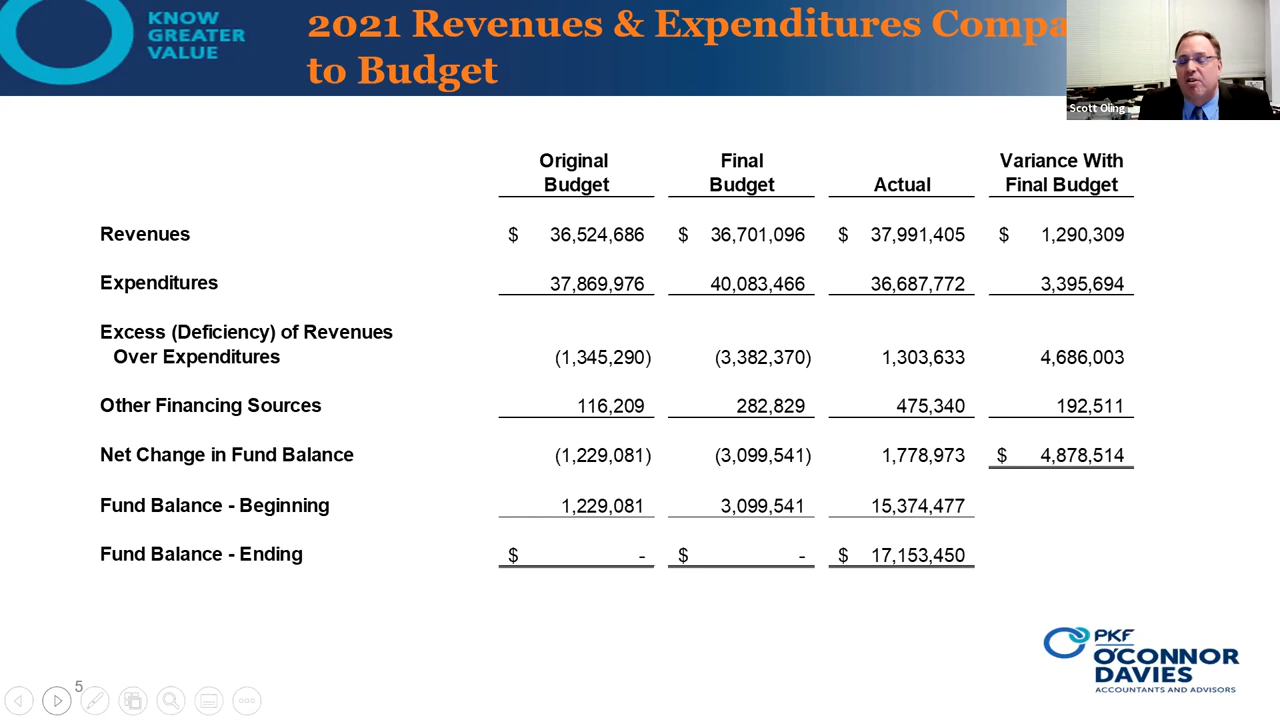 KNOW
GREATER
VALUE
2021 Revenues & Expenditures Compa
to Budget
Scott Oling
Original Final Variance With
Budget Budget Actual Final Budget
Revenues $ 36,524,686 $ 36,701,096 $ 37,991,405 $ 1,290,309
Expenditures 37,869,976 40,083,466 36,687,772 3,395,694
Excess (Deficiency) of Revenues
Over Expenditures (1,345,290) (3,382,370) 1,303,633 4,686,003
Other Financing Sources 116,209 282,829 475,340 192,511
Net Change in Fund Balance (1,229,081) (3,099,541) 1,778,973 $ 4,878,514
Fund Balance - Beginning 1,229,081 3,099,541 15,374,477
Fund Balance - Ending $ - $ - $ 17,153,450
PKF
O'CONNOR
DAVIES
ACCOUNTANTS AND ADVISORS
5